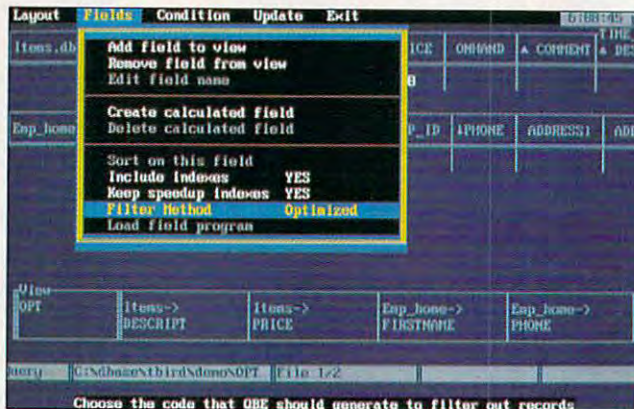 Layout Fields Condition Update Exit
Items.db ICE ONHAND COMMENT
Add field to view
Remove field from view
Edit field name
Create calculated field
Delete calculated field
Emp_home P_ID ↓PHONE ADDRESS1
Sort on this field
Include indexes YES
Keep speedup indexes YES
Filter Method Optimized
Load field program
View
OPT Items-> Items-> Emp_home-> Emp_home->
DESCRIPT PRICE FIRSTNAME PHONE
C:\dbase\tbird\demo\OPT File 1/2
Choose the code that QBE should generate to filter out records